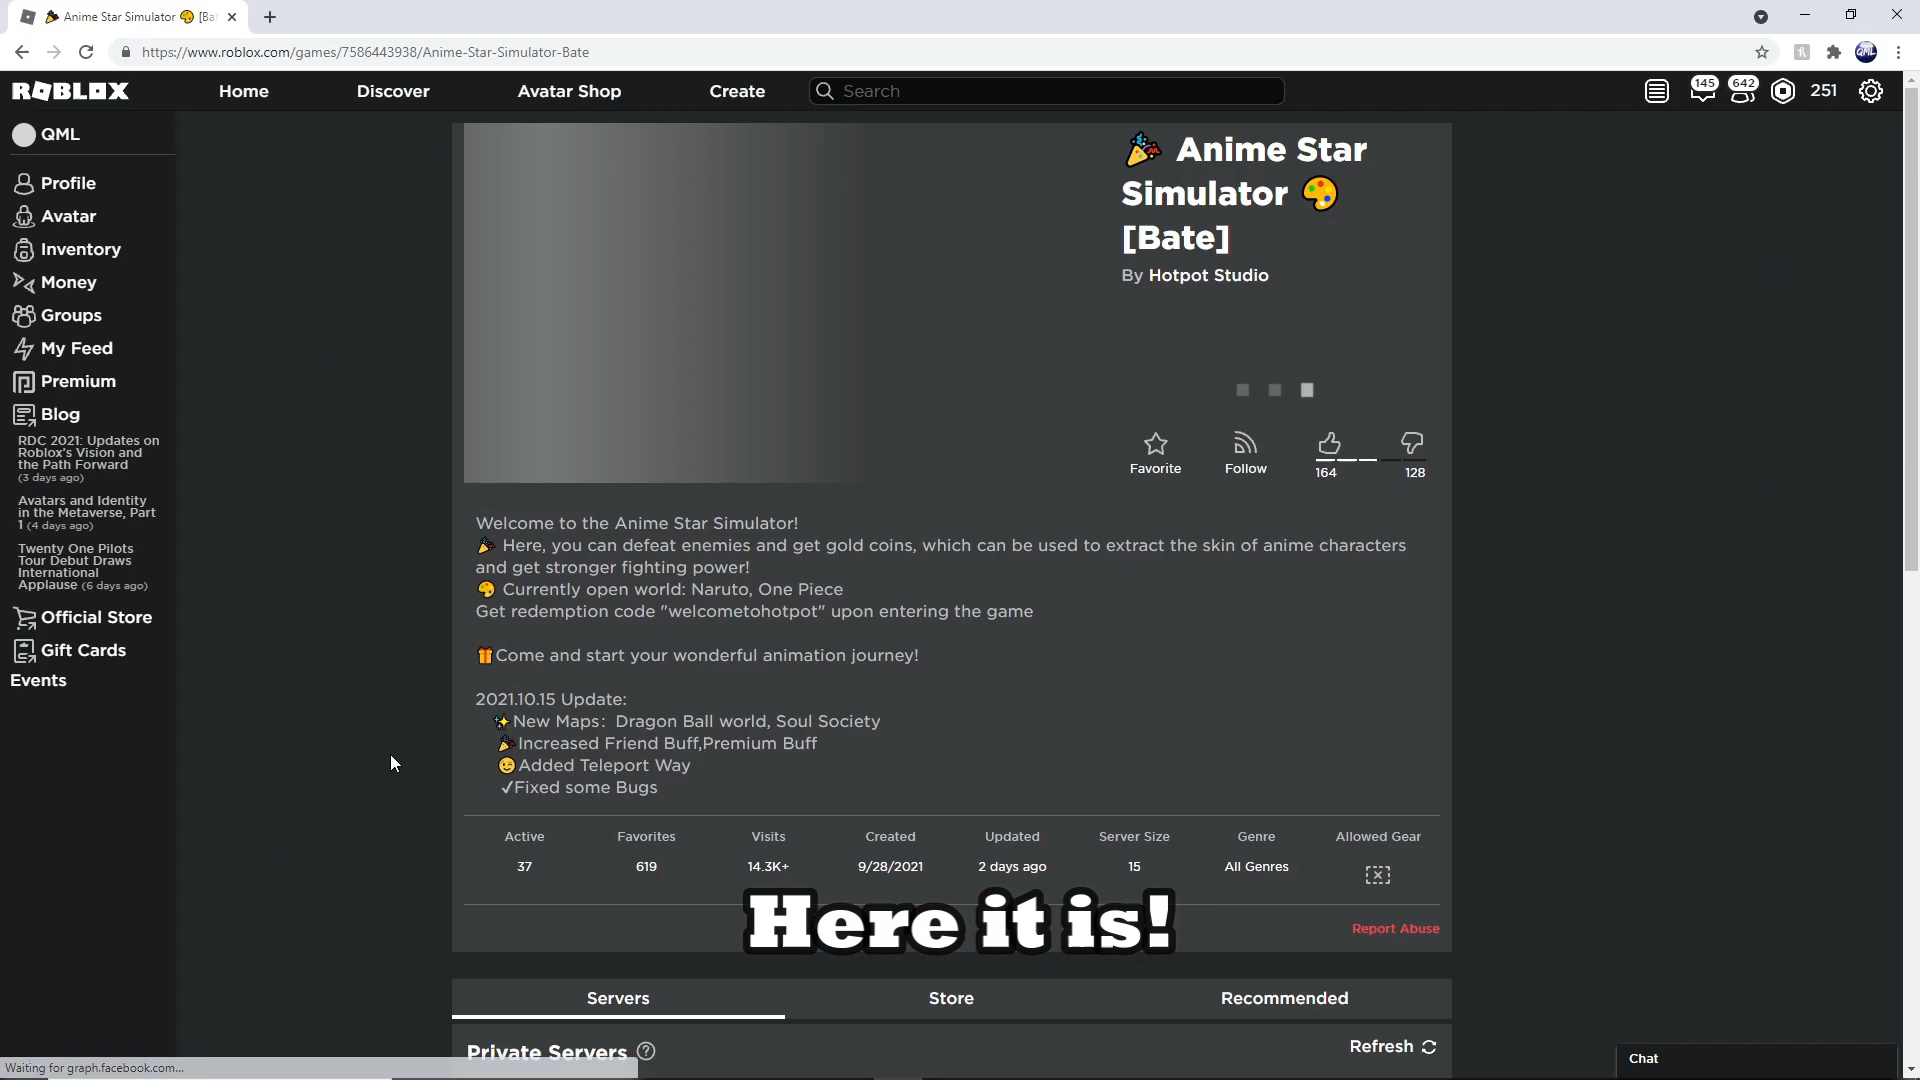 Anime Star Simulator 🎨 [Bat
https://www.roblox.com/games/7586443938/Anime-Star-Simulator-Bate
QML
ROBLOX
Home
Discover
Avatar Shop
Create
Search
145
642
251
QML
Profile
Avatar
Inventory
Money
Groups
My Feed
Premium
Blog
RDC 2021: Updates on
Roblox's Vision and
the Path Forward
(3 days ago)
Avatars and Identity
in the Metaverse, Part
1 (4 days ago)
Twenty One Pilots
Tour Debut Draws
International
Applause (6 days ago)
Official Store
Gift Cards
Events
🎉 Anime Star
Simulator 🎨
[Bate]
By Hotpot Studio
Favorite
Follow
164
128
Welcome to the Anime Star Simulator!
🎉 Here, you can defeat enemies and get gold coins, which can be used to extract the skin of anime characters
and get stronger fighting power!
🎨 Currently open world: Naruto, One Piece
Get redemption code "welcometohotpot" upon entering the game
🎁Come and start your wonderful animation journey!
2021.10.15 Update:
✨New Maps： Dragon Ball world, Soul Society
🎉Increased Friend Buff,Premium Buff
😉Added Teleport Way
✓Fixed some Bugs
Active
Favorites
Visits
Created
Updated
Server Size
Genre
Allowed Gear
37
619
14.3K+
9/28/2021
2 days ago
15
All Genres
Here it is!
Report Abuse
Servers
Store
Recommended
Private Servers
Refresh
Chat
Waiting for graph.facebook.com...